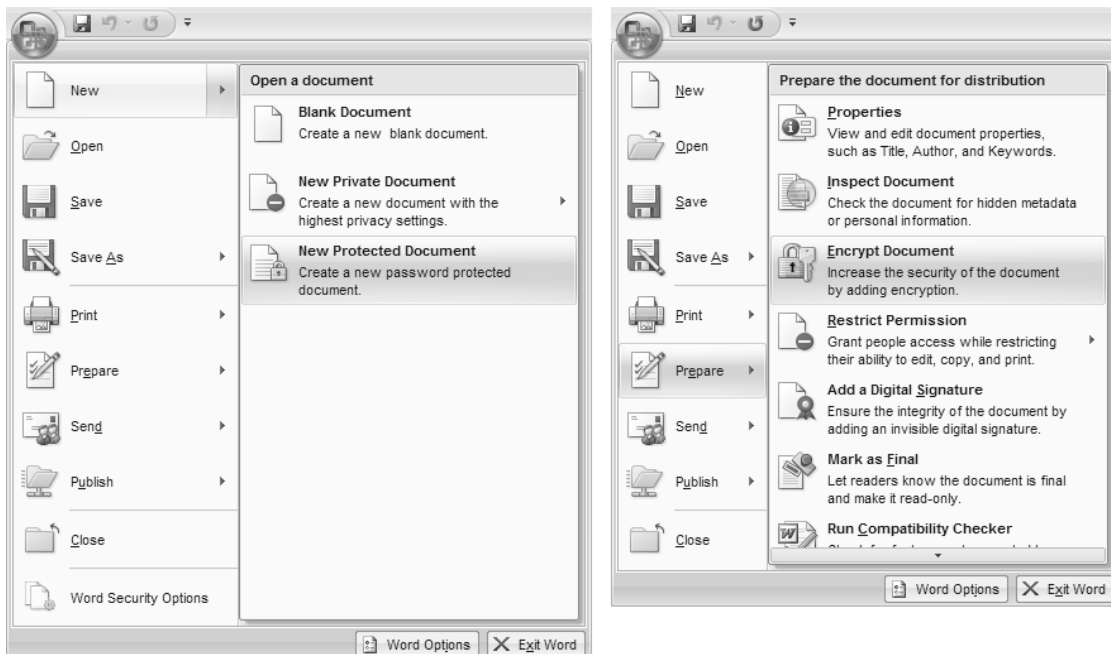 New
Open
Save
Save As
Print
Prepare
Send
Publish
Close
Word Security Options
Open a document
Blank Document
Create a new blank document.
New Private Document
Create a new document with the
highest privacy settings.
New Protected Document
Create a new password protected
document.
Word Options
Exit Word
New
Open
Save
Save As
Print
Prepare
Send
Publish
Close
Prepare the document for distribution
Properties
View and edit document properties,
such as Title, Author, and Keywords.
Inspect Document
Check the document for hidden metadata
or personal information.
Encrypt Document
Increase the security of the document
by adding encryption.
Restrict Permission
Grant people access while restricting
their ability to edit, copy, and print.
Add a Digital Signature
Ensure the integrity of the document by
adding an invisible digital signature.
Mark as Final
Let readers know the document is final
and make it read-only.
Run Compatibility Checker
Word Options
Exit Word